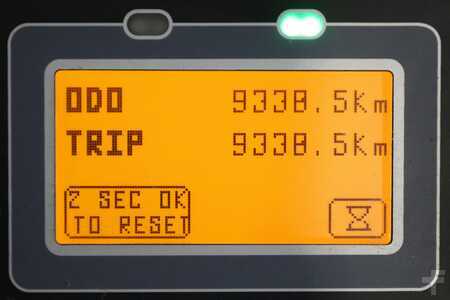 ODO 9338.5Km
TRIP 9338.5Km
2 SEC OK
TO RESET